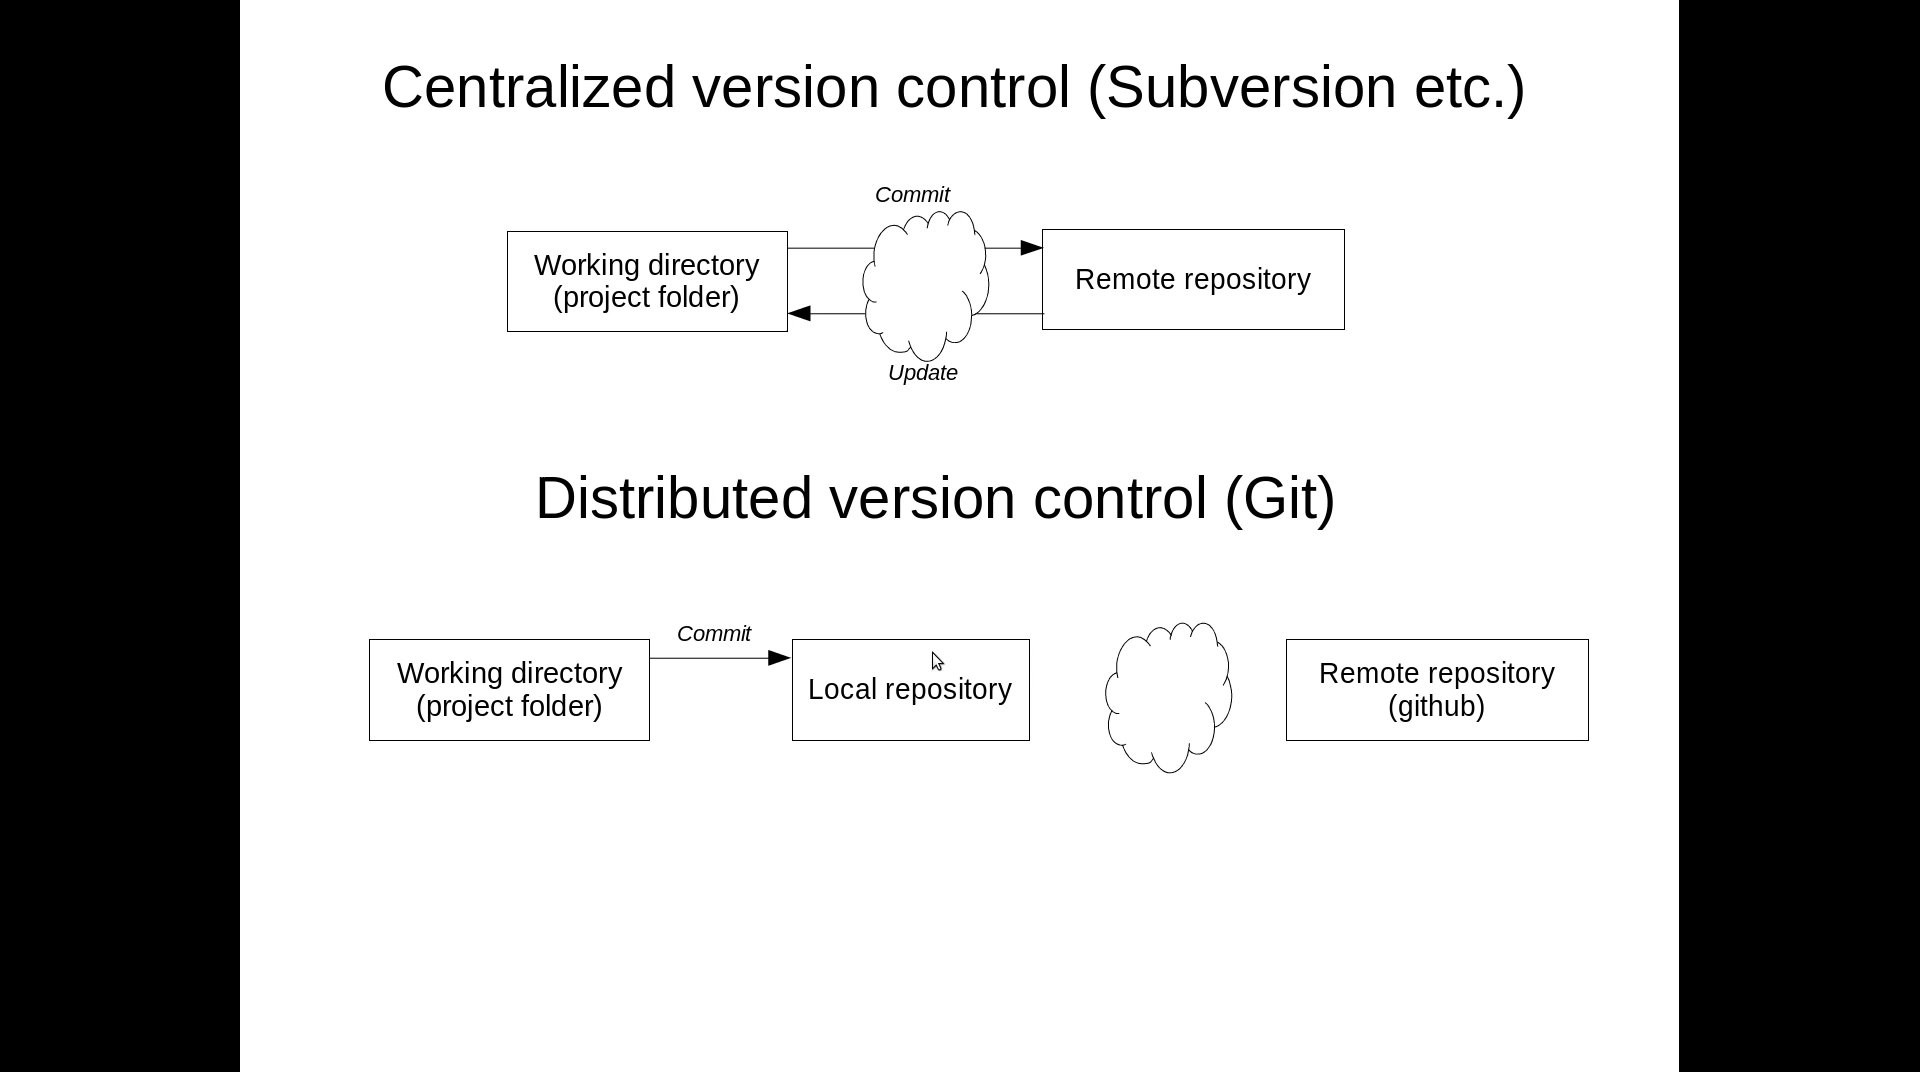 Centralized version control (Subversion etc.)
Commit
Working directory
(project folder)
Remote repository
Update
Distributed version control (Git)
Commit
Working directory
(project folder)
Local repository
Remote repository
(github)